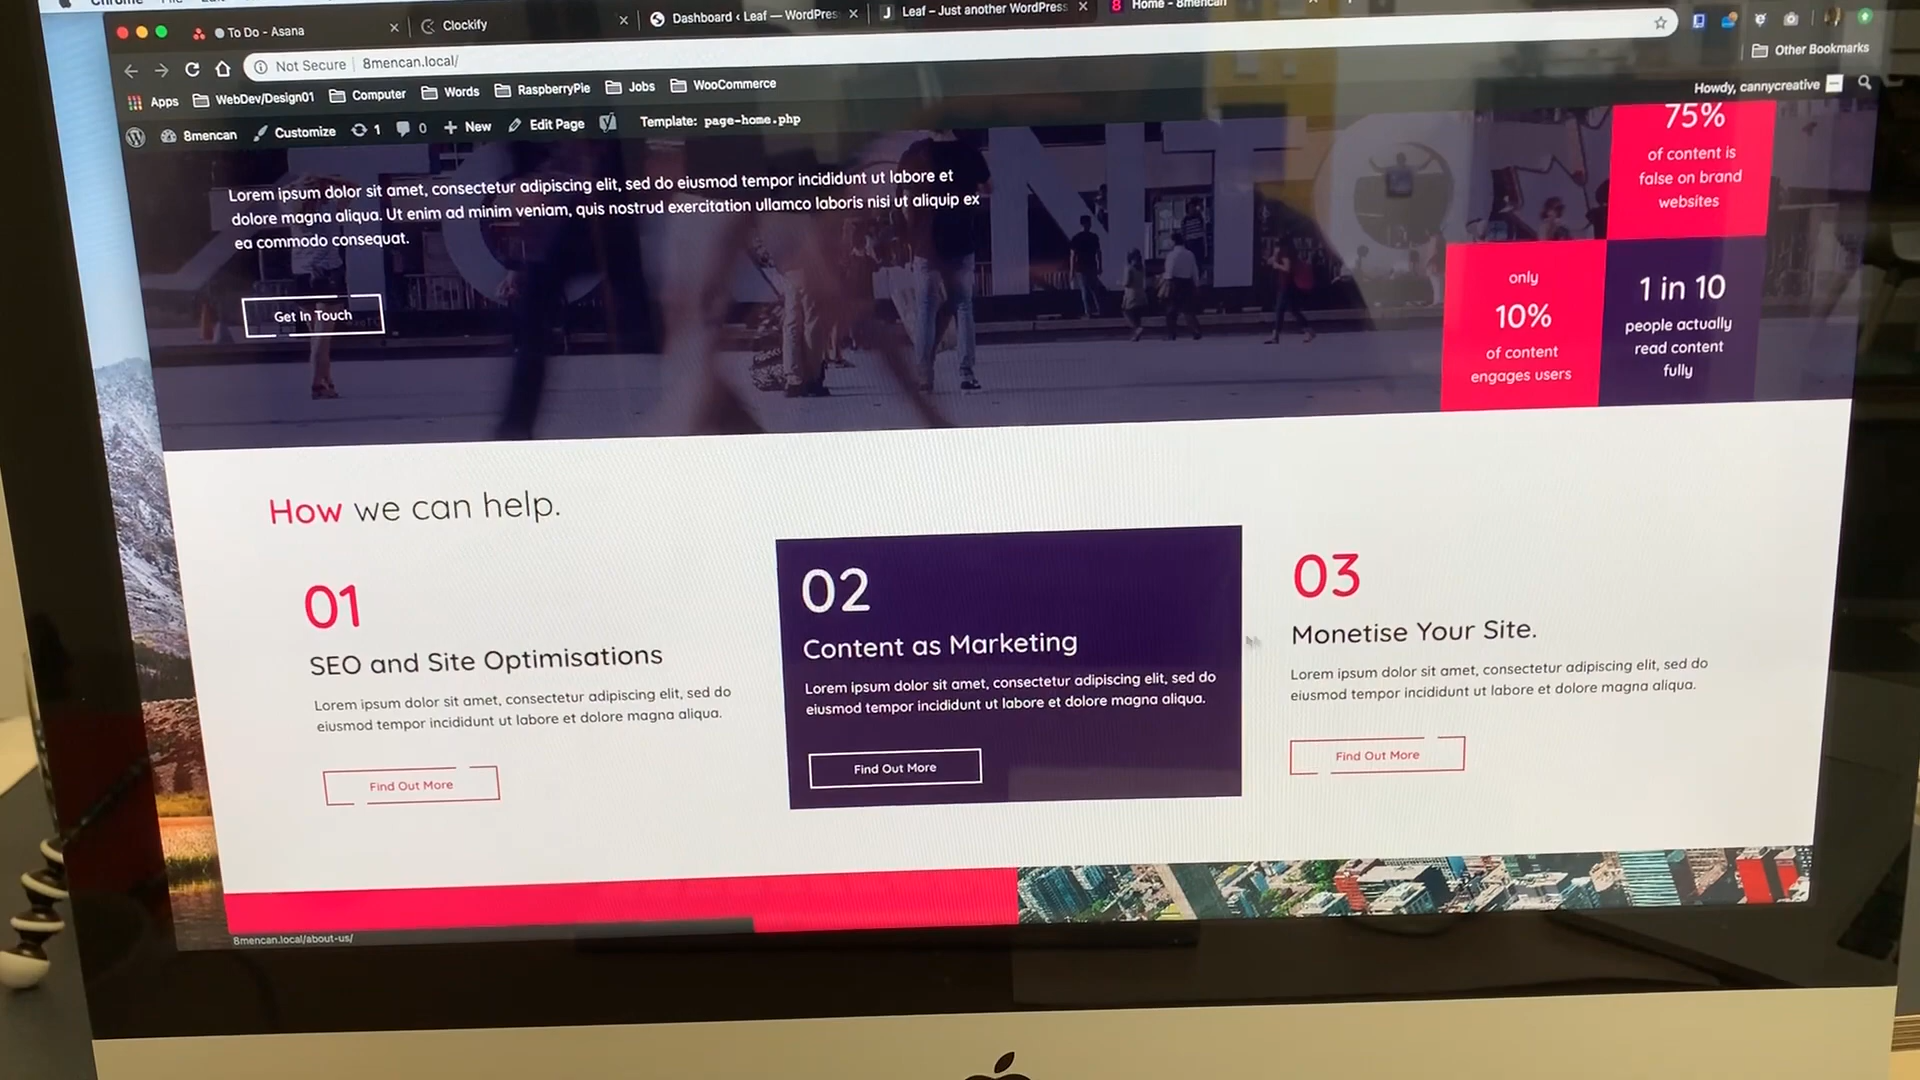 Chrome
To Do - Asana
Clockify
Dashboard ‹ Leaf — WordPres
Leaf – Just another WordPress
Home - 8mencan
Not Secure | 8mencan.local/
Other Bookmarks
Apps WebDev/Design01 Computer Words RaspberryPie Jobs WooCommerce
Howdy, cannycreative
8mencan Customize 1 0 New Edit Page Template: page-home.php
Lorem ipsum dolor sit amet, consectetur adipiscing elit, sed do eiusmod tempor incididunt ut labore et
dolore magna aliqua. Ut enim ad minim veniam, quis nostrud exercitation ullamco laboris nisi ut aliquip ex
ea commodo consequat.
Get In Touch
75%
of content is
false on brand
websites
only
10%
of content
engages users
1 in 10
people actually
read content
fully
How we can help.
01
SEO and Site Optimisations
Lorem ipsum dolor sit amet, consectetur adipiscing elit, sed do
eiusmod tempor incididunt ut labore et dolore magna aliqua.
Find Out More
02
Content as Marketing
Lorem ipsum dolor sit amet, consectetur adipiscing elit, sed do
eiusmod tempor incididunt ut labore et dolore magna aliqua.
Find Out More
03
Monetise Your Site.
Lorem ipsum dolor sit amet, consectetur adipiscing elit, sed do
eiusmod tempor incididunt ut labore et dolore magna aliqua.
Find Out More
8mencan.local/about-us/